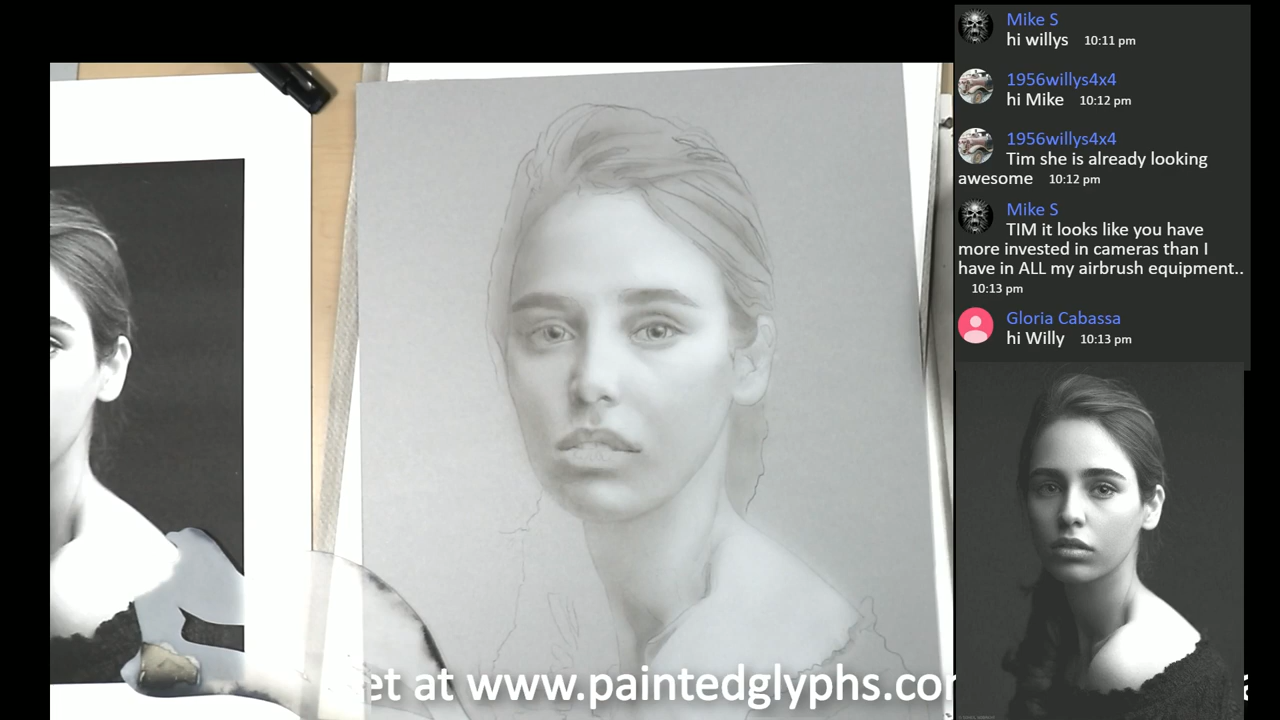 Mike S
hi willys 10:11 pm
1956willys4x4
hi Mike 10:12 pm
1956willys4x4
Tim she is already looking
awesome 10:12 pm
Mike S
TIM it looks like you have
more invested in cameras than I
have in ALL my airbrush equipment..
10:13 pm
Gloria Cabassa
hi Willy 10:13 pm
et at www.paintedglyphs.co